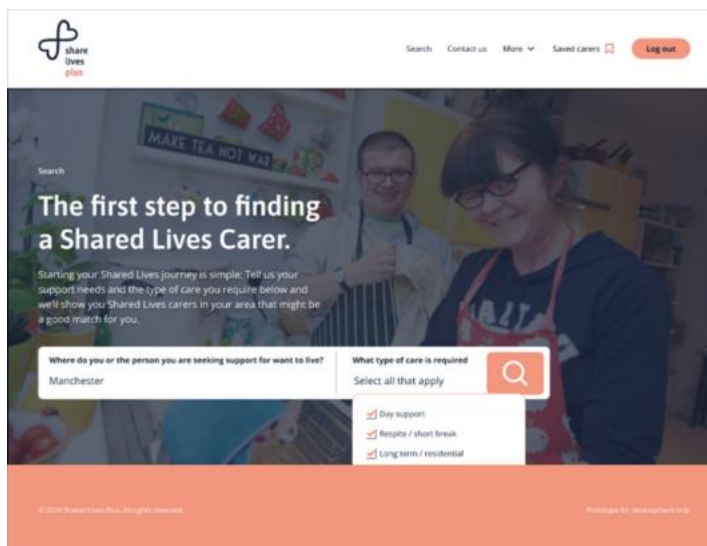 share
lives
plus
Search
Contact us
More
Saved carers
Log out
MAKE TEA NOT WAR
Search
The first step to finding
a Shared Lives Carer.
Starting your Shared Lives journey is simple: Tell us your
support needs and the type of care you require below and
we'll show you Shared Lives carers in your area that might be
a good match for you.
Where do you or the person you are seeking support for want to live?
Manchester
What type of care is required
Select all that apply
Day support
Respite / short break
Long term / residential
© 2024 Shared Lives Plus. All rights reserved.
Prototype for development only